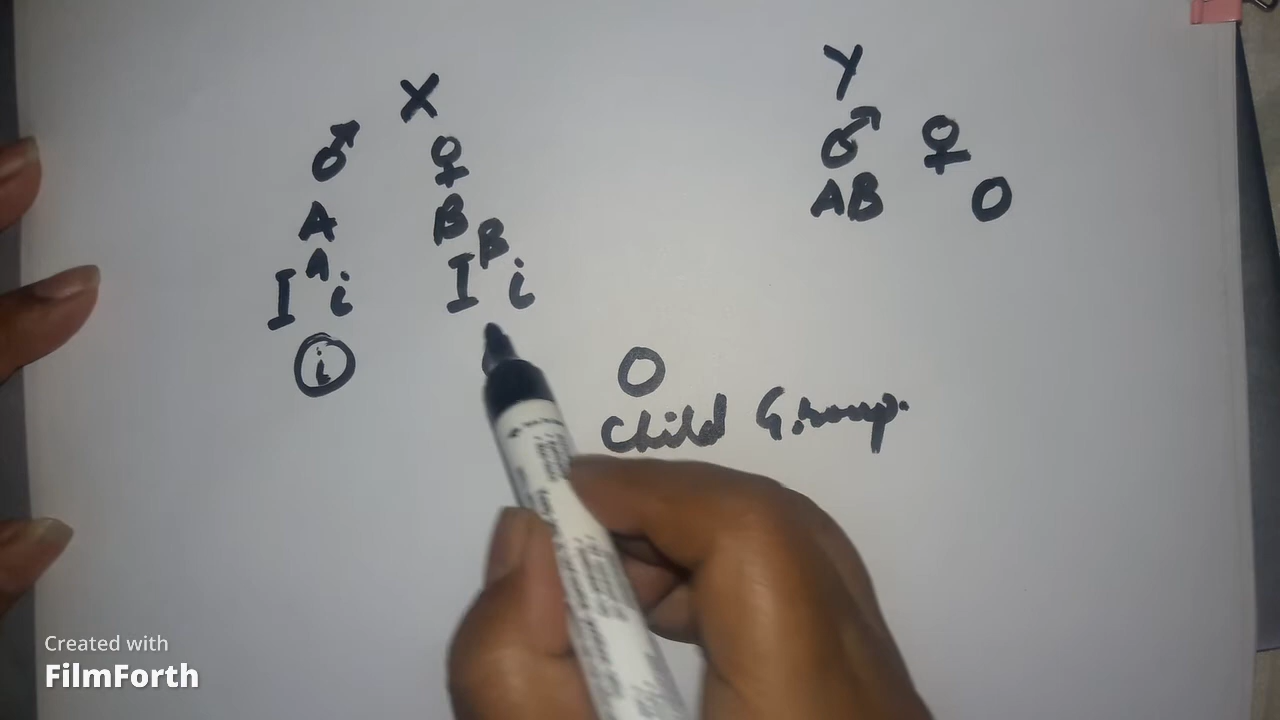 X Y
♂ ♀ ♂ ♀
A B AB O
I^A i I^B i
i
O
Child Group.
Created with
FilmForth